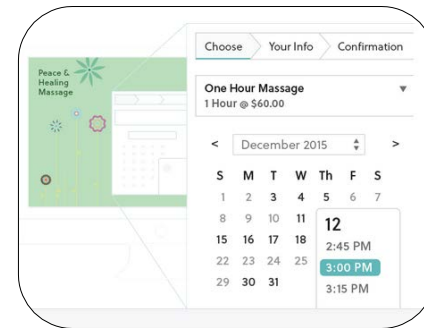 Peace &
Healing
Massage
Choose Your Info Confirmation
One Hour Massage
1 Hour @ $60.00
< December 2015 >
S M T W Th F S
1 2 3 4 5 6 7
8 9 10 11
15 16 17 18
22 23 24 25
29 30 31
12
2:45 PM
3:00 PM
3:15 PM